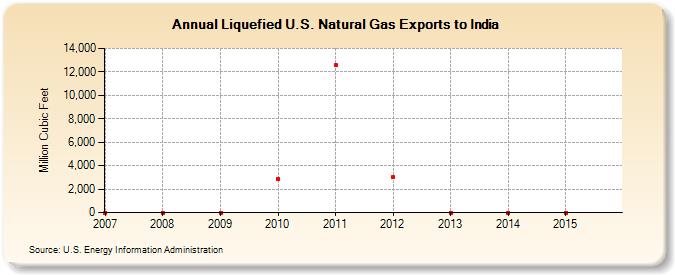 Annual Liquefied U.S. Natural Gas Exports to India
Million Cubic Feet
14,000
12,000
10,000
8,000
6,000
4,000
2,000
0
2007 2008 2009 2010 2011 2012 2013 2014 2015
Source: U.S. Energy Information Administration